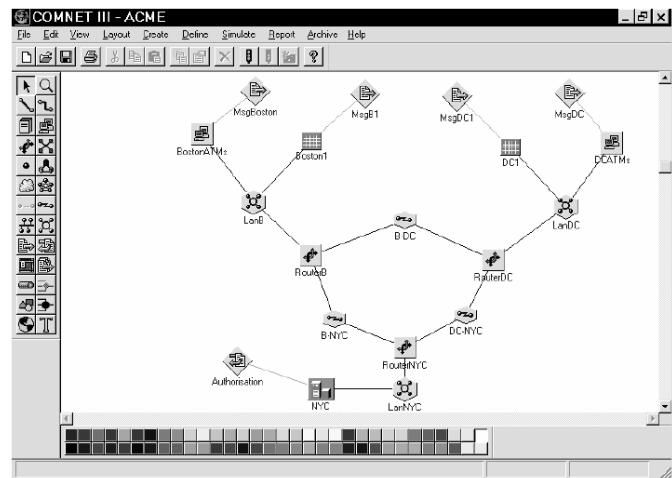 COMNET III - ACME
File Edit View Layout Create Define Simulate Report Archive Help
MsgBoston
MsgB1
MsgDC1
MsgDC
BostonATMs
Boston1
DC1
DCATMs
LanB
LanDC
B-DC
RouterB
RouterDC
B-NYC
DC-NYC
RouterNYC
Authorisation
NYC
LanNYC